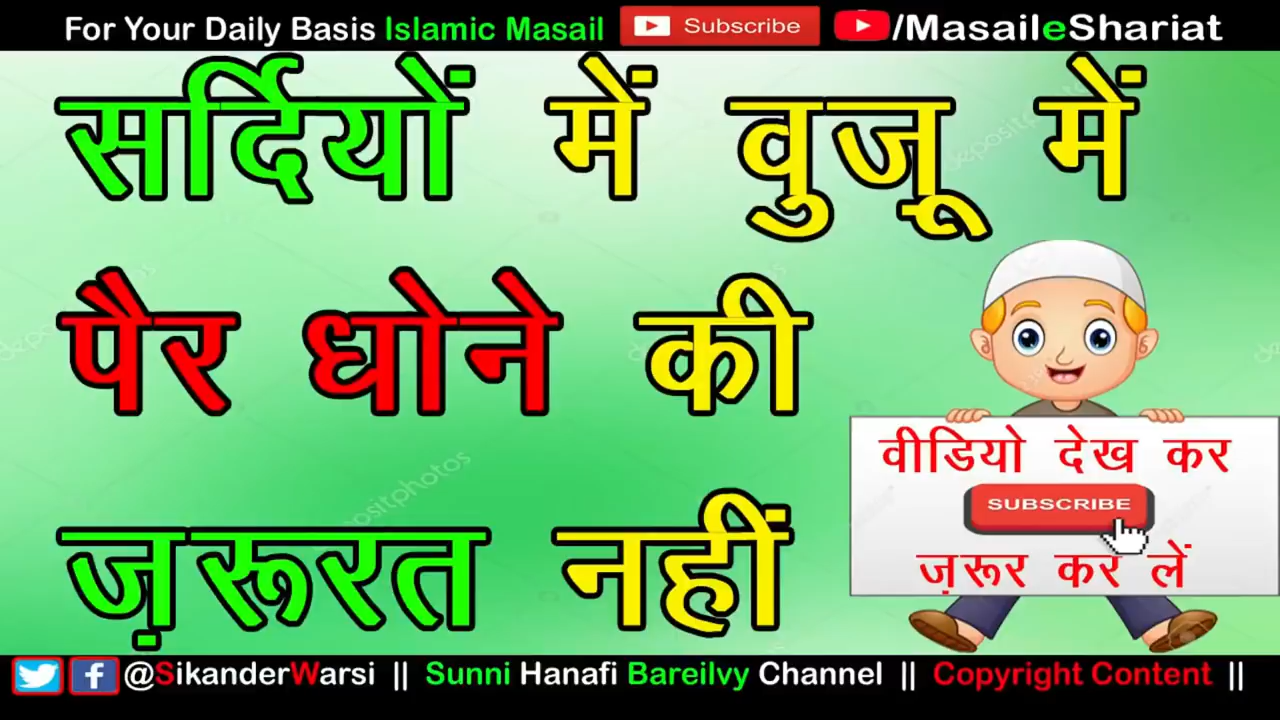 For Your Daily Basis Islamic Masail Subscribe /MasaileShariat
सर्दियों में वुज़ू में
पैर धोने की
ज़रूरत नहीं
वीडियो देख कर
SUBSCRIBE
ज़रूर कर लें
@SikanderWarsi || Sunni Hanafi Bareilvy Channel || Copyright Content ||
depositphotos